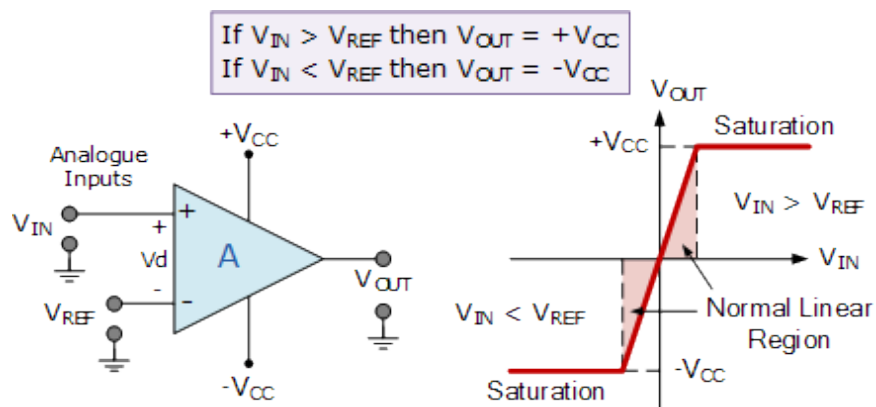 If VIN > VREF then VOUT = +VCC
If VIN < VREF then VOUT = -VCC
+VCC
Analogue
Inputs
VIN
+
+
Vd
A
-
-
VREF
VOUT
-VCC
VOUT
Saturation
+VCC
VIN > VREF
VIN
VIN < VREF
Normal Linear
Region
-VCC
Saturation